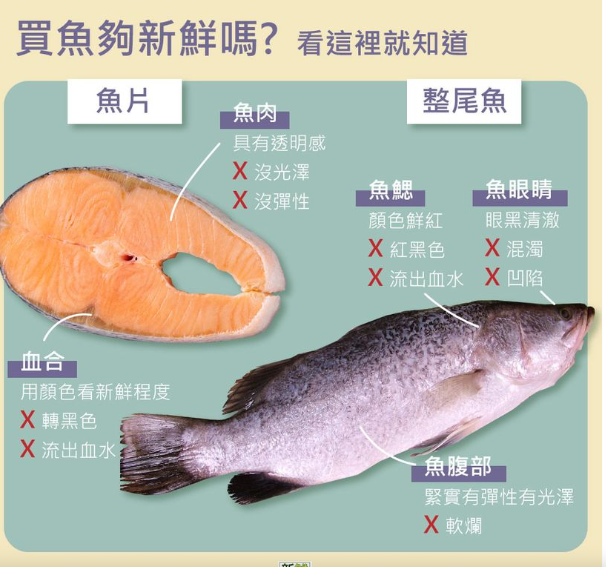 買魚夠新鮮嗎? 看這裡就知道
魚片
魚肉
具有透明感
X 沒光澤
X 沒彈性
血合
用顏色看新鮮程度
X 轉黑色
X 流出血水
整尾魚
魚鰓
顏色鮮紅
X 紅黑色
X 流出血水
魚眼睛
眼黑清澈
X 混濁
X 凹陷
魚腹部
緊實有彈性有光澤
X 軟爛